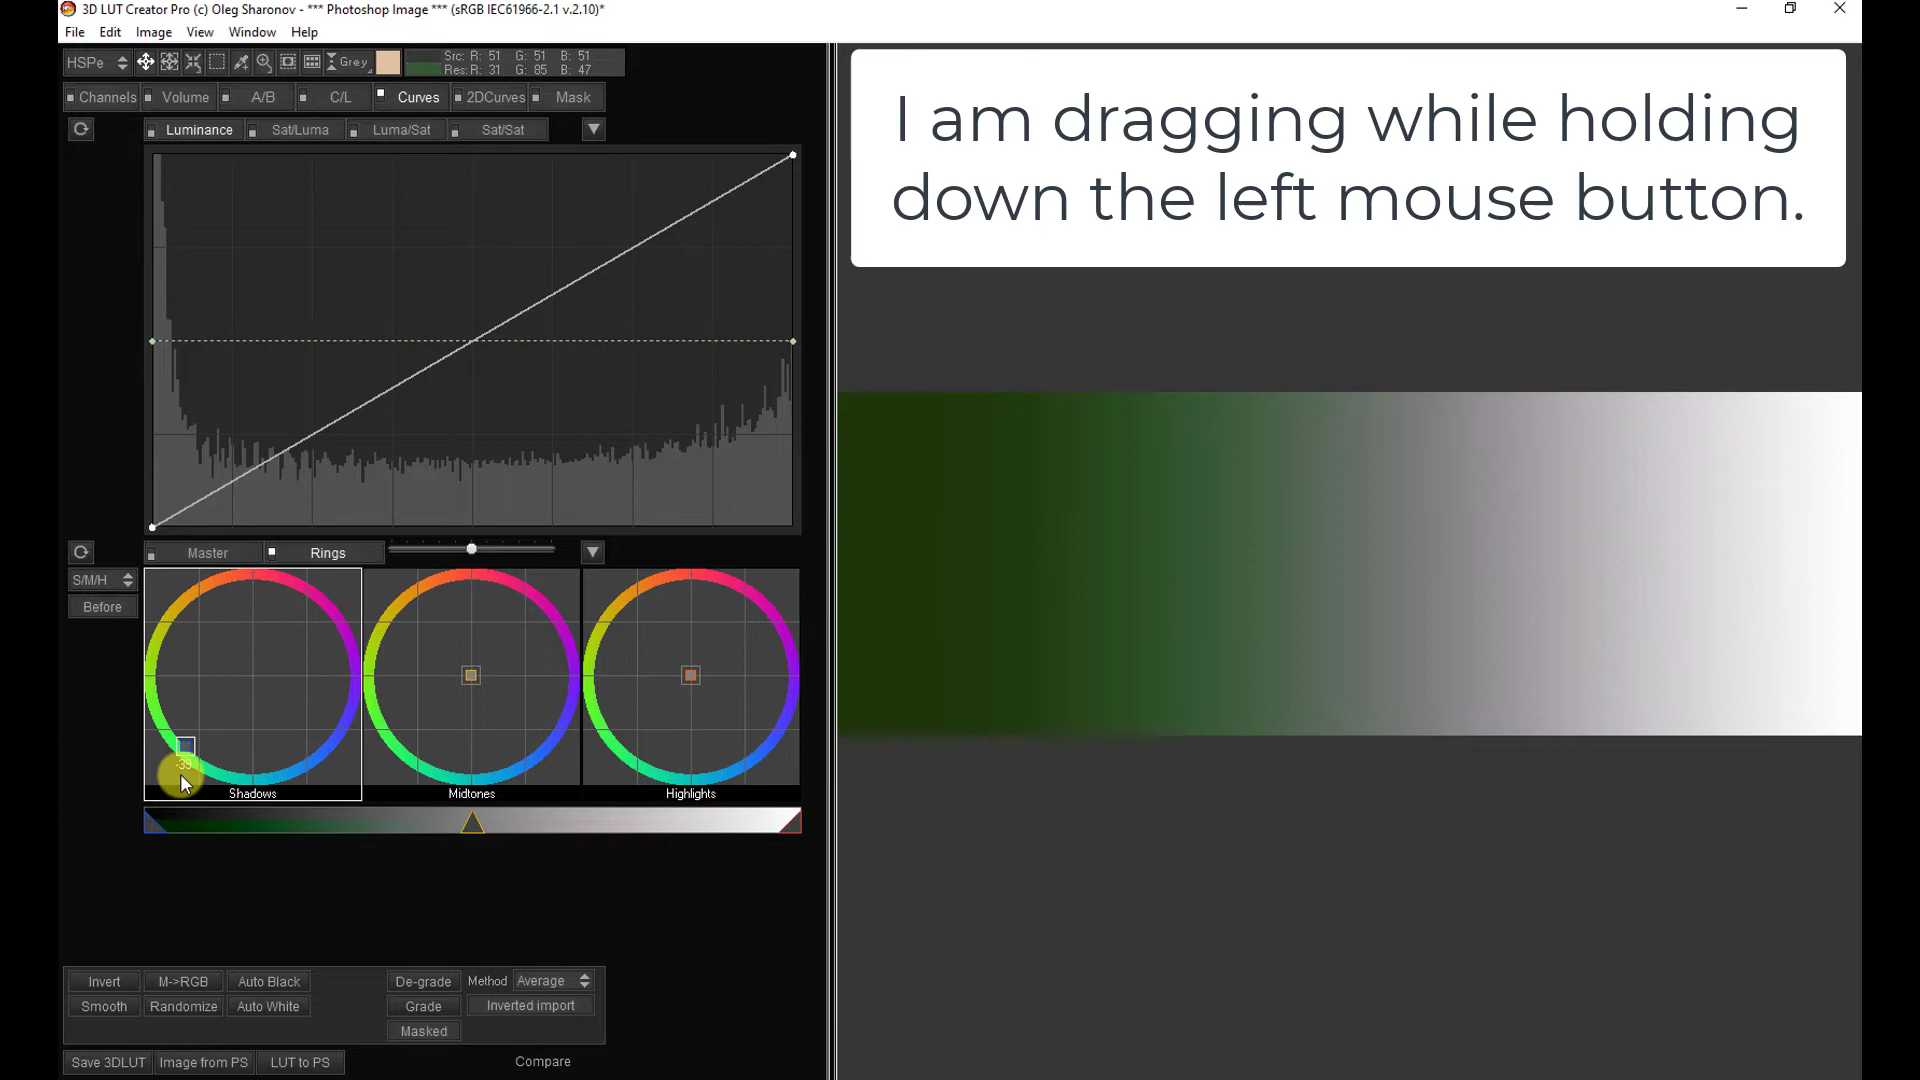 3D LUT Creator Pro (c) Oleg Sharonov - *** Photoshop Image *** (sRGB IEC61966-2.1 v.2.10)*
File Edit Image View Window Help
HSPe Grey Src: R: 51 G: 51 B: 51
Res: R: 31 G: 85 B: 47
Channels Volume A/B C/L Curves 2DCurves Mask
Luminance Sat/Luma Luma/Sat Sat/Sat
I am dragging while holding
down the left mouse button.
Master Rings
S/M/H
Before
-39
Shadows Midtones Highlights
Invert M->RGB Auto Black De-grade Method Average
Smooth Randomize Auto White Grade Inverted import
Masked
Save 3DLUT Image from PS LUT to PS Compare